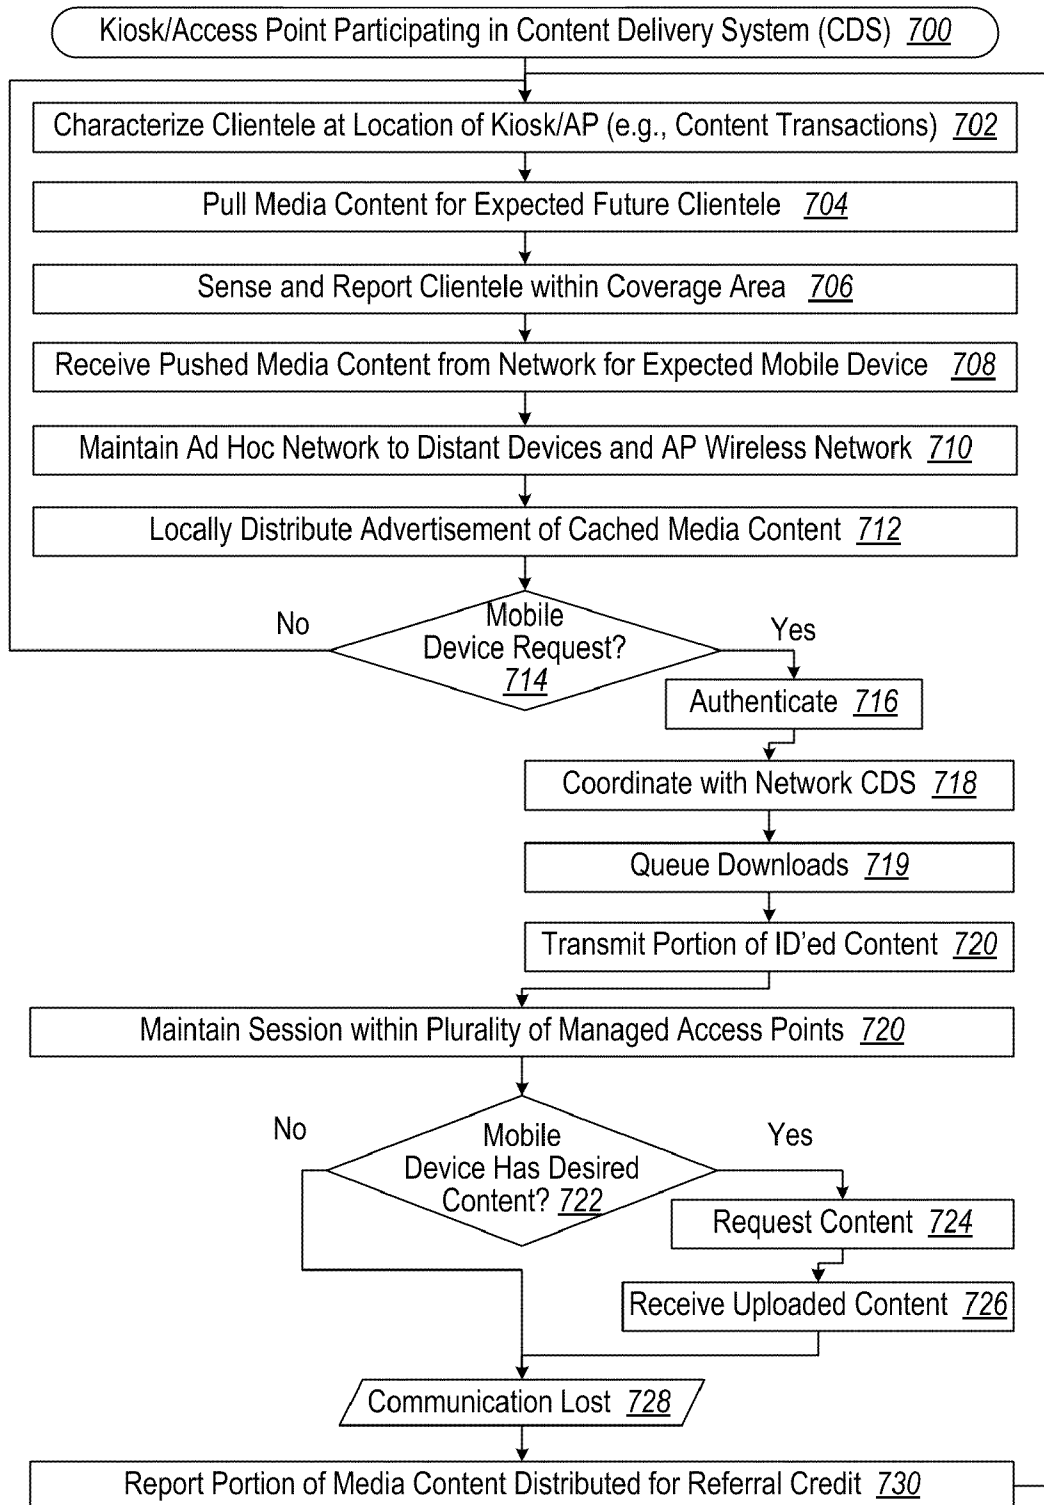 Kiosk/Access Point Participating in Content Delivery System (CDS) 700
Characterize Clientele at Location of Kiosk/AP (e.g., Content Transactions) 702
Pull Media Content for Expected Future Clientele 704
Sense and Report Clientele within Coverage Area 706
Receive Pushed Media Content from Network for Expected Mobile Device 708
Maintain Ad Hoc Network to Distant Devices and AP Wireless Network 710
Locally Distribute Advertisement of Cached Media Content 712
No
Mobile
Device Request?
714
Yes
Authenticate 716
Coordinate with Network CDS 718
Queue Downloads 719
Transmit Portion of ID'ed Content 720
Maintain Session within Plurality of Managed Access Points 720
No
Mobile
Device Has Desired
Content? 722
Yes
Request Content 724
Receive Uploaded Content 726
Communication Lost 728
Report Portion of Media Content Distributed for Referral Credit 730